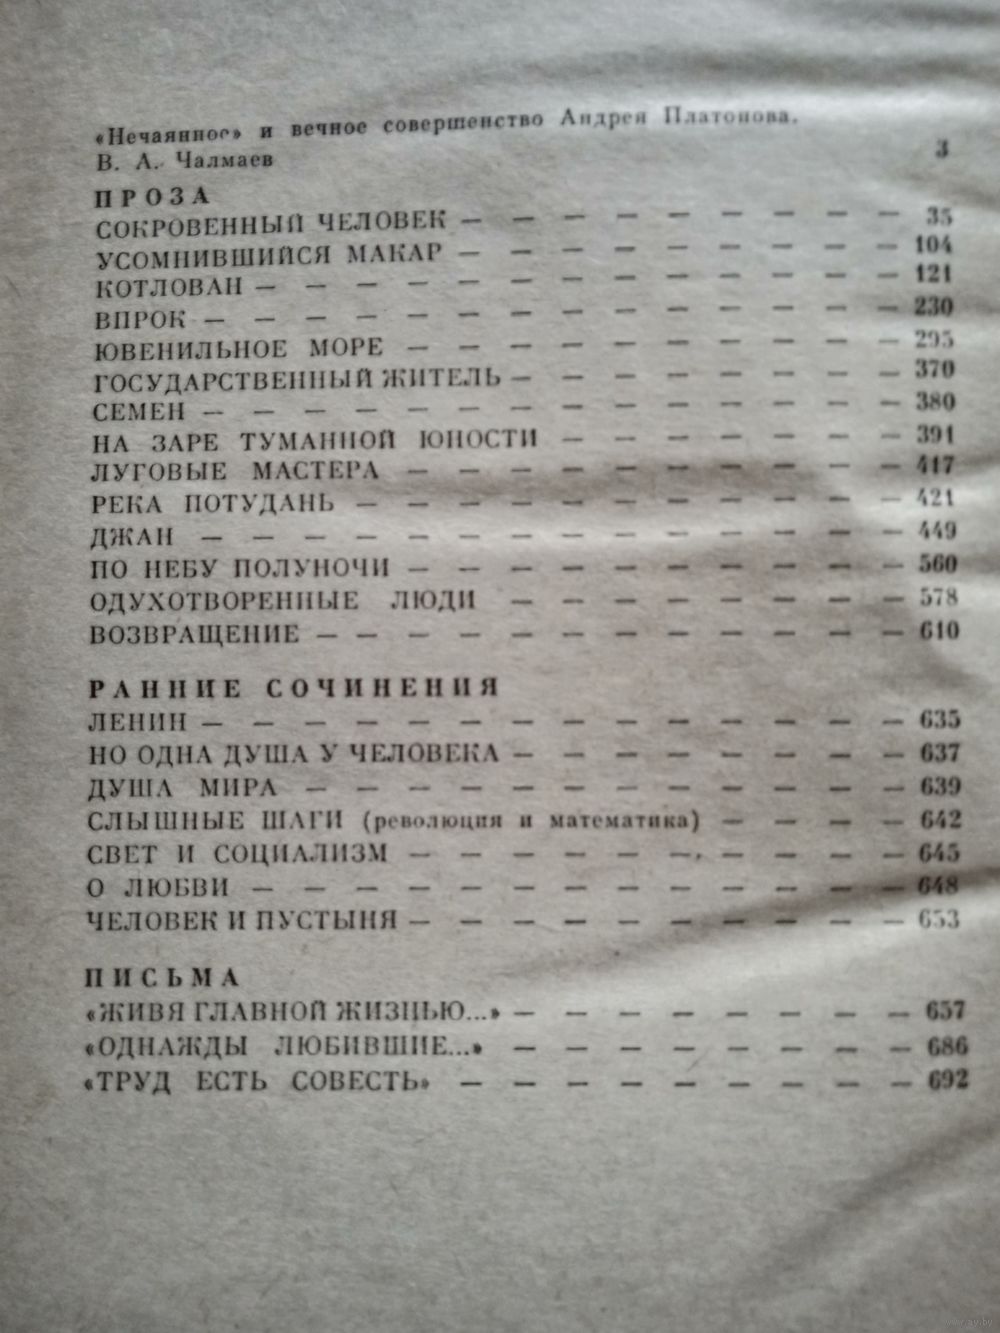 «Нечаянное» и вечное совершенство Андрея Платонова.
В. А. Чалмаев 3
ПРОЗА
СОКРОВЕННЫЙ ЧЕЛОВЕК — — — — — — — — — 35
УСОМНИВШИЙСЯ МАКАР — — — — — — — — — 104
КОТЛОВАН — — — — — — — — — — — — — 121
ВПРОК — — — — — — — — — — — — — — 230
ЮВЕНИЛЬНОЕ МОРЕ — — — — — — — — — — 295
ГОСУДАРСТВЕННЫЙ ЖИТЕЛЬ — — — — — — — — 370
СЕМЕН — — — — — — — — — — — — — — 380
НА ЗАРЕ ТУМАННОЙ ЮНОСТИ — — — — — — — 391
ЛУГОВЫЕ МАСТЕРА — — — — — — — — — — 417
РЕКА ПОТУДАНЬ — — — — — — — — — — — 421
ДЖАН — — — — — — — — — — — — — — 449
ПО НЕБУ ПОЛУНОЧИ — — — — — — — — — — 560
ОДУХОТВОРЕННЫЕ ЛЮДИ — — — — — — — — 578
ВОЗВРАЩЕНИЕ — — — — — — — — — — — — 610
РАННИЕ СОЧИНЕНИЯ
ЛЕНИН — — — — — — — — — — — — — — 635
НО ОДНА ДУША У ЧЕЛОВЕКА — — — — — — — — 637
ДУША МИРА — — — — — — — — — — — — 639
СЛЫШНЫЕ ШАГИ (революция и математика) — — — — 642
СВЕТ И СОЦИАЛИЗМ — — — — — — — — — — 645
О ЛЮБВИ — — — — — — — — — — — — — 648
ЧЕЛОВЕК И ПУСТЫНЯ — — — — — — — — — — 653
ПИСЬМА
«ЖИВЯ ГЛАВНОЙ ЖИЗНЬЮ...» — — — — — — — — 657
«ОДНАЖДЫ ЛЮБИВШИЕ...» — — — — — — — — 686
«ТРУД ЕСТЬ СОВЕСТЬ» — — — — — — — — — 692
www.ay.by